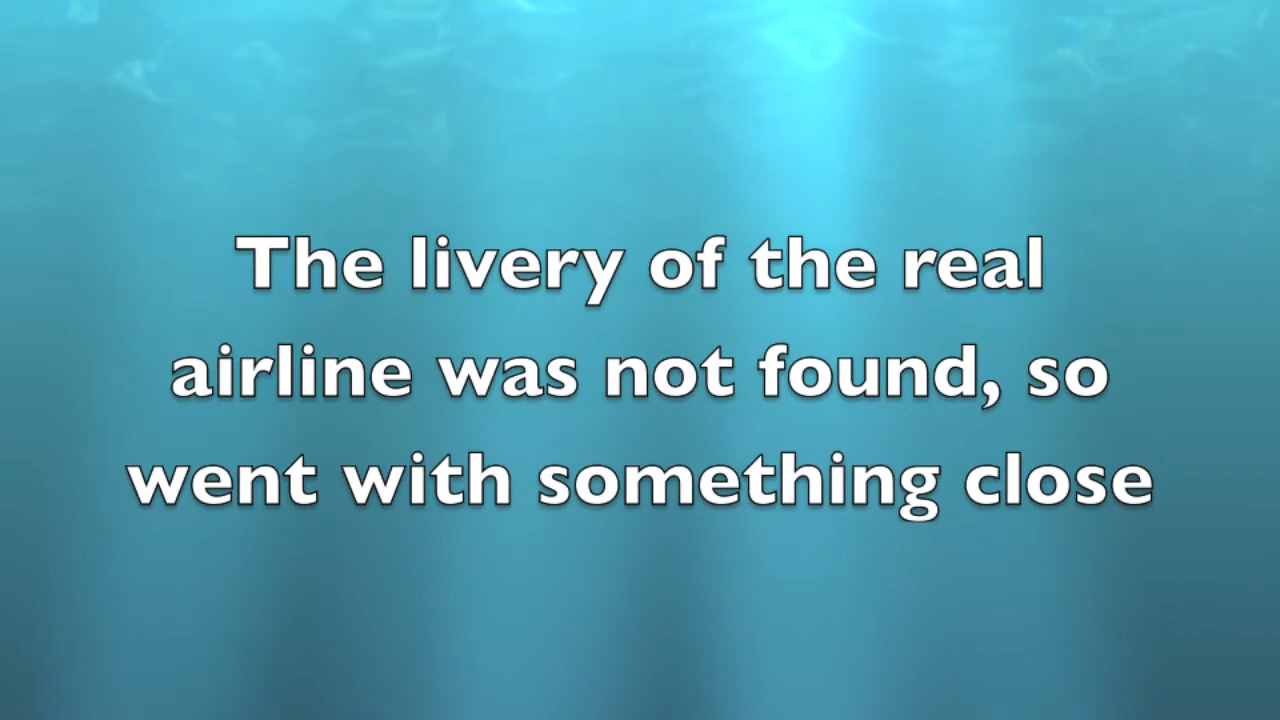 The livery of the real
airline was not found, so
went with something close